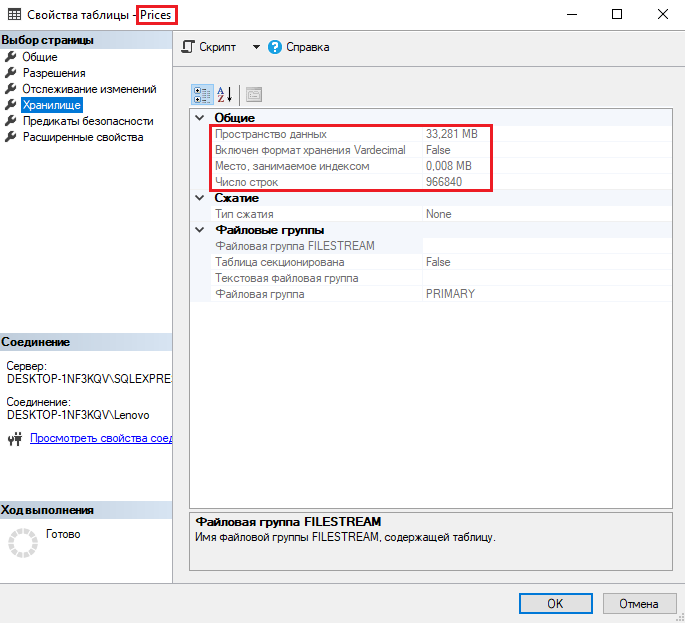 Свойства таблицы - Prices
Выбор страницы
Общие
Разрешения
Отслеживание изменений
Хранилище
Предикаты безопасности
Расширенные свойства
Скрипт
Справка
Общие
Пространство данных 33,281 MB
Включен формат хранения Vardecimal False
Место, занимаемое индексом 0,008 MB
Число строк 966840
Сжатие
Тип сжатия None
Файловые группы
Файловая группа FILESTREAM
Таблица секционирована False
Текстовая файловая группа
Файловая группа PRIMARY
Соединение
Сервер:
DESKTOP-1NF3KQV\SQLEXPRE
Соединение:
DESKTOP-1NF3KQV\Lenovo
Просмотреть свойства соед
Ход выполнения
Готово
Файловая группа FILESTREAM
Имя файловой группы FILESTREAM, содержащей таблицу.
OK
Отмена